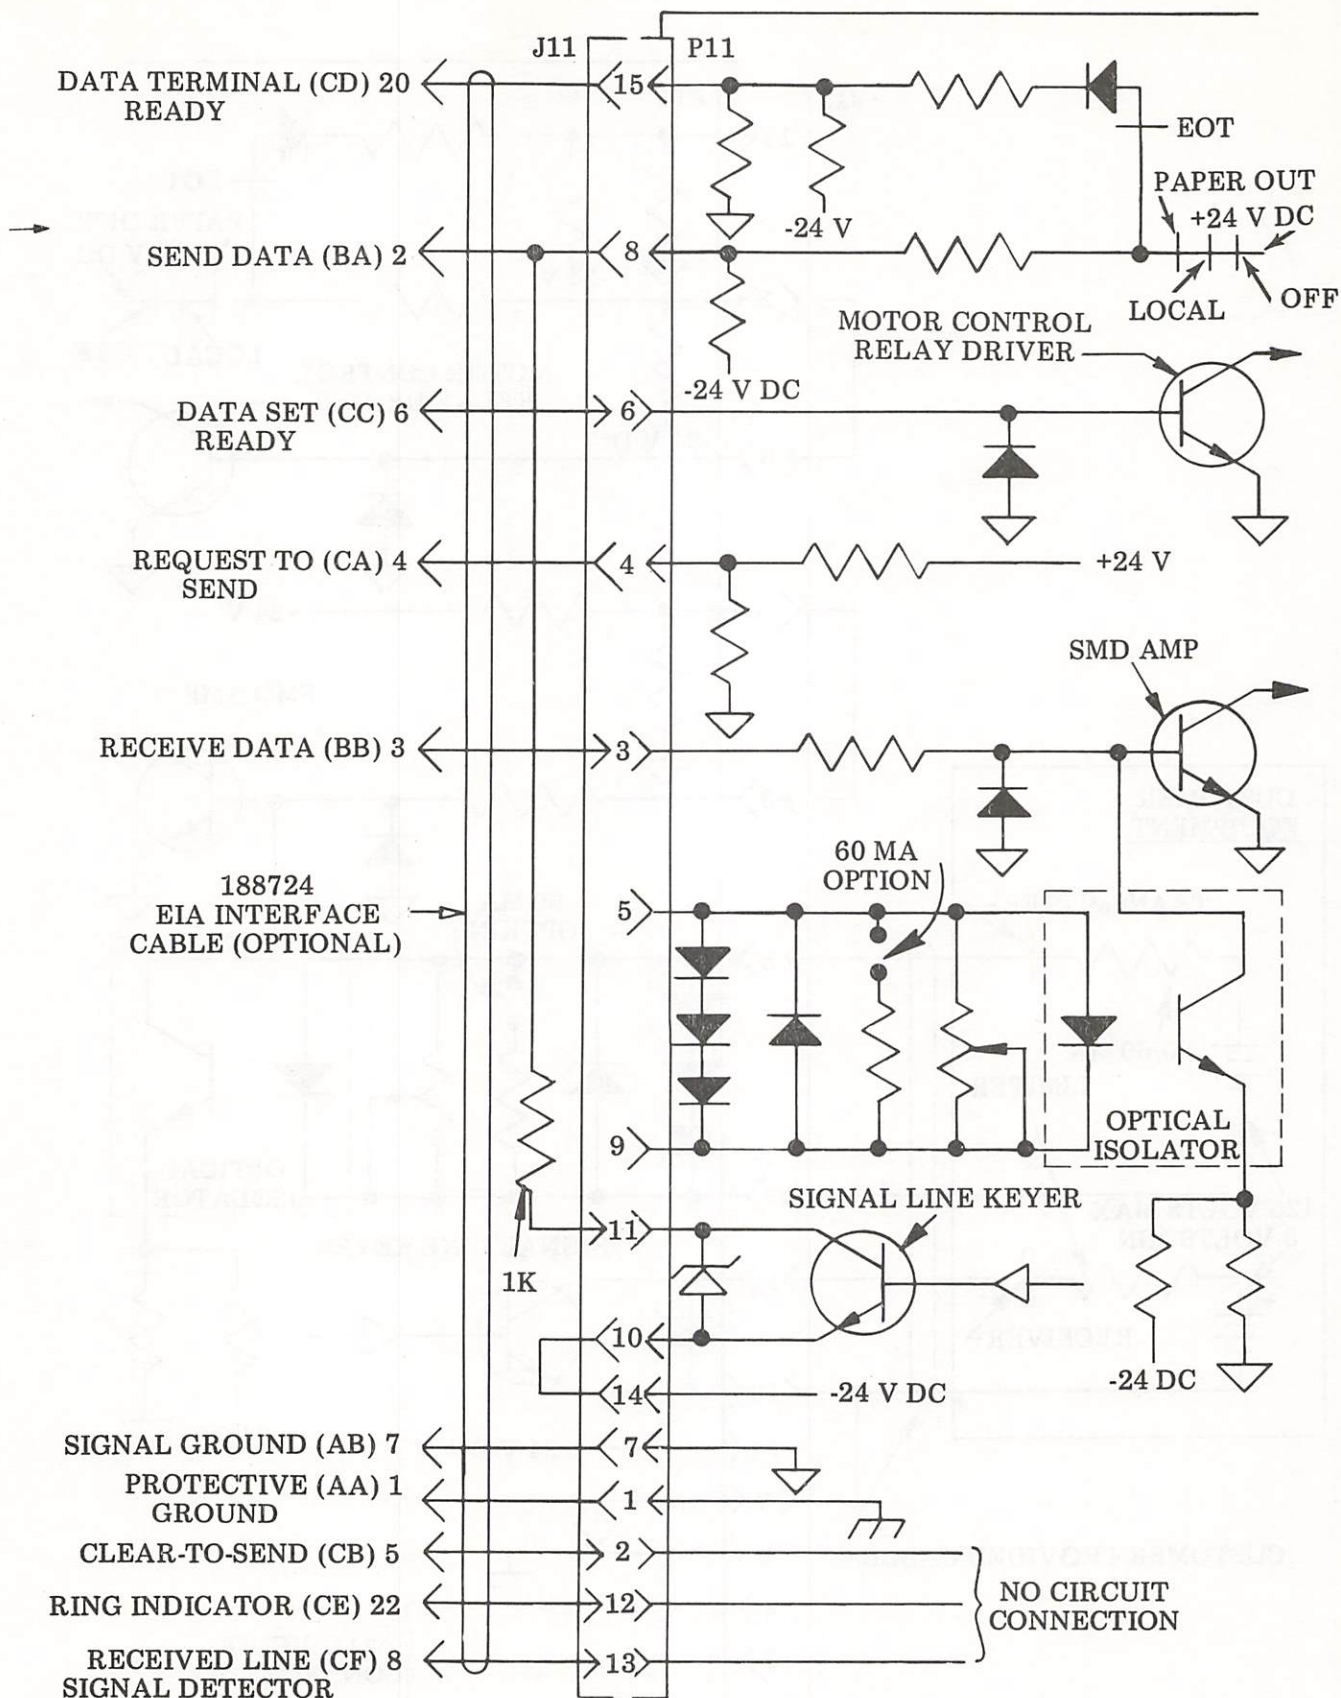 J11
P11
DATA TERMINAL (CD) 20
READY
15
EOT
PAPER OUT
+24 V DC
-24 V
SEND DATA (BA) 2
8
LOCAL
OFF
MOTOR CONTROL
RELAY DRIVER
-24 V DC
DATA SET (CC) 6
READY
6
REQUEST TO (CA) 4
SEND
4
+24 V
SMD AMP
RECEIVE DATA (BB) 3
3
60 MA
OPTION
188724
EIA INTERFACE
CABLE (OPTIONAL)
5
9
OPTICAL
ISOLATOR
SIGNAL LINE KEYER
11
1K
10
14
-24 V DC
-24 DC
SIGNAL GROUND (AB) 7
7
PROTECTIVE (AA) 1
GROUND
1
CLEAR-TO-SEND (CB) 5
2
RING INDICATOR (CE) 22
12
NO CIRCUIT
CONNECTION
RECEIVED LINE (CF) 8
SIGNAL DETECTOR
13